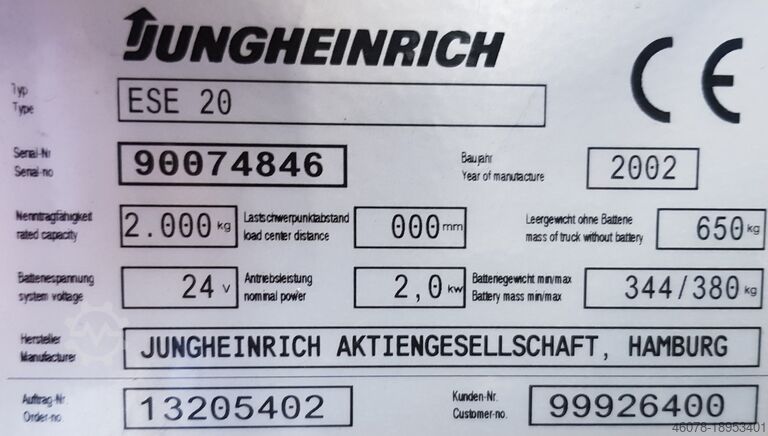 JUNGHEINRICH
Typ
Type
ESE 20
Serial-Nr
Serial-no
90074846
Baujahr
Year of manufacture
2002
Nenntragfähigkeit
rated capacity
2.000 kg
Lastschwerpunktabstand
load center distance
000 mm
Leergewicht ohne Batterie
mass of truck without battery
650 kg
Batteriespannung
system voltage
24 v
Antriebsleistung
nominal power
2,0 kw
Batteriegewicht min/max
Battery mass min/max
344/380 kg
Hersteller
Manufacturer
JUNGHEINRICH AKTIENGESELLSCHAFT, HAMBURG
Auftrag-Nr.
Order-no.
13205402
Kunden-Nr.
Customer-no.
99926400
CE
46078-18953401